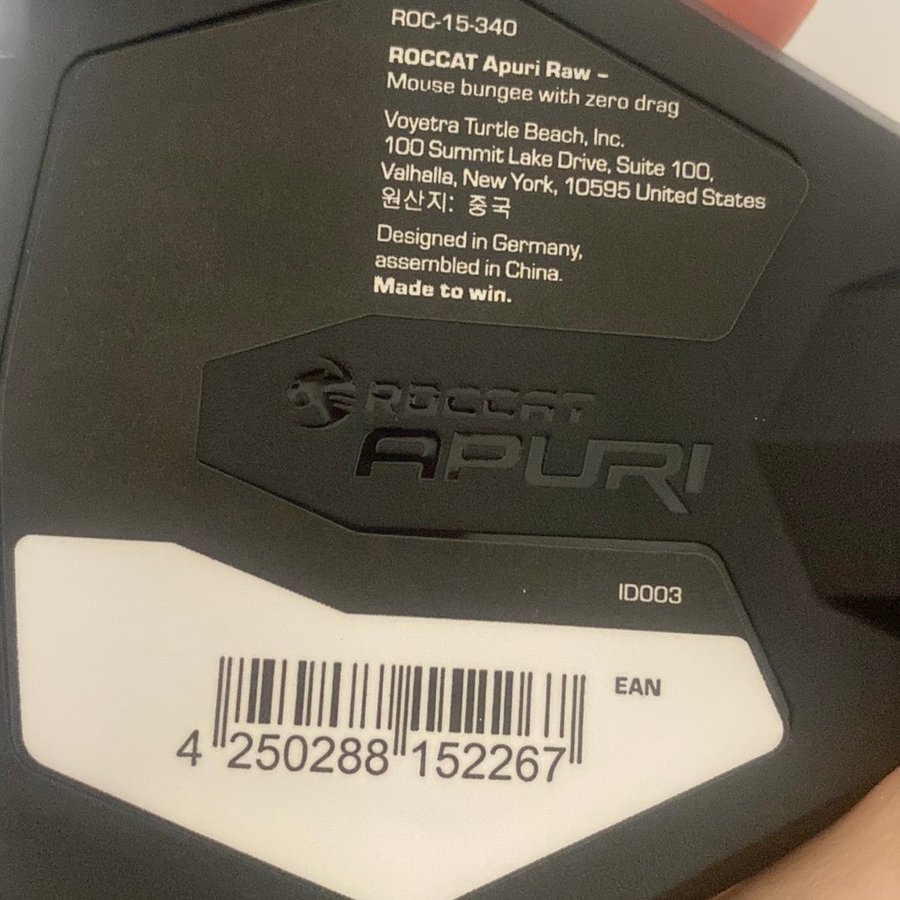 ROC-15-340
ROCCAT Apuri Raw –
Mouse bungee with zero drag
Voyetra Turtle Beach, Inc.
100 Summit Lake Drive, Suite 100,
Valhalla, New York, 10595 United States
원산지: 중국
Designed in Germany,
assembled in China.
Made to win.
ROCCAT
APURI
ID003
EAN
4 250288 152267